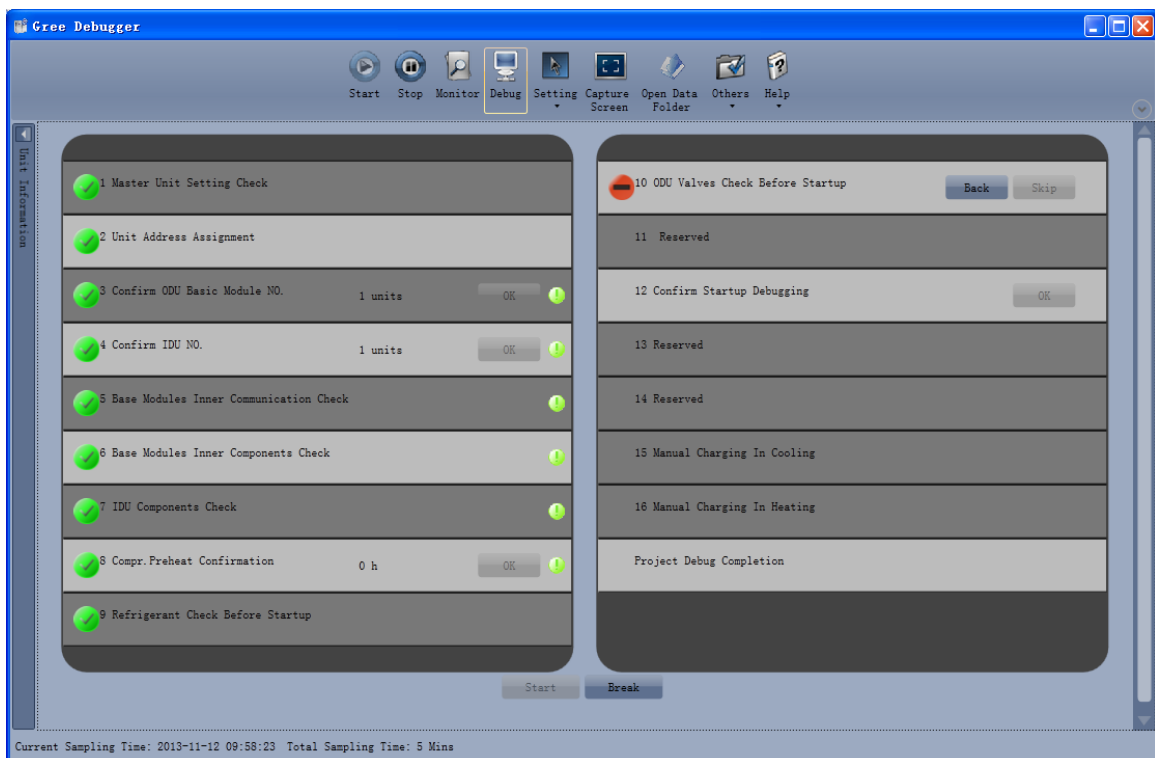 Gree Debugger
Start Stop Monitor Debug Setting Capture Screen Open Data Folder Others Help
Unit Information
1 Master Unit Setting Check
2 Unit Address Assignment
3 Confirm ODU Basic Module NO. 1 units OK
4 Confirm IDU NO. 1 units OK
5 Base Modules Inner Communication Check
6 Base Modules Inner Components Check
7 IDU Components Check
8 Compr.Preheat Confirmation 0 h OK
9 Refrigerant Check Before Startup
10 ODU Valves Check Before Startup Back Skip
11 Reserved
12 Confirm Startup Debugging OK
13 Reserved
14 Reserved
15 Manual Charging In Cooling
16 Manual Charging In Heating
Project Debug Completion
Start Break
Current Sampling Time: 2013-11-12 09:58:23 Total Sampling Time: 5 Mins